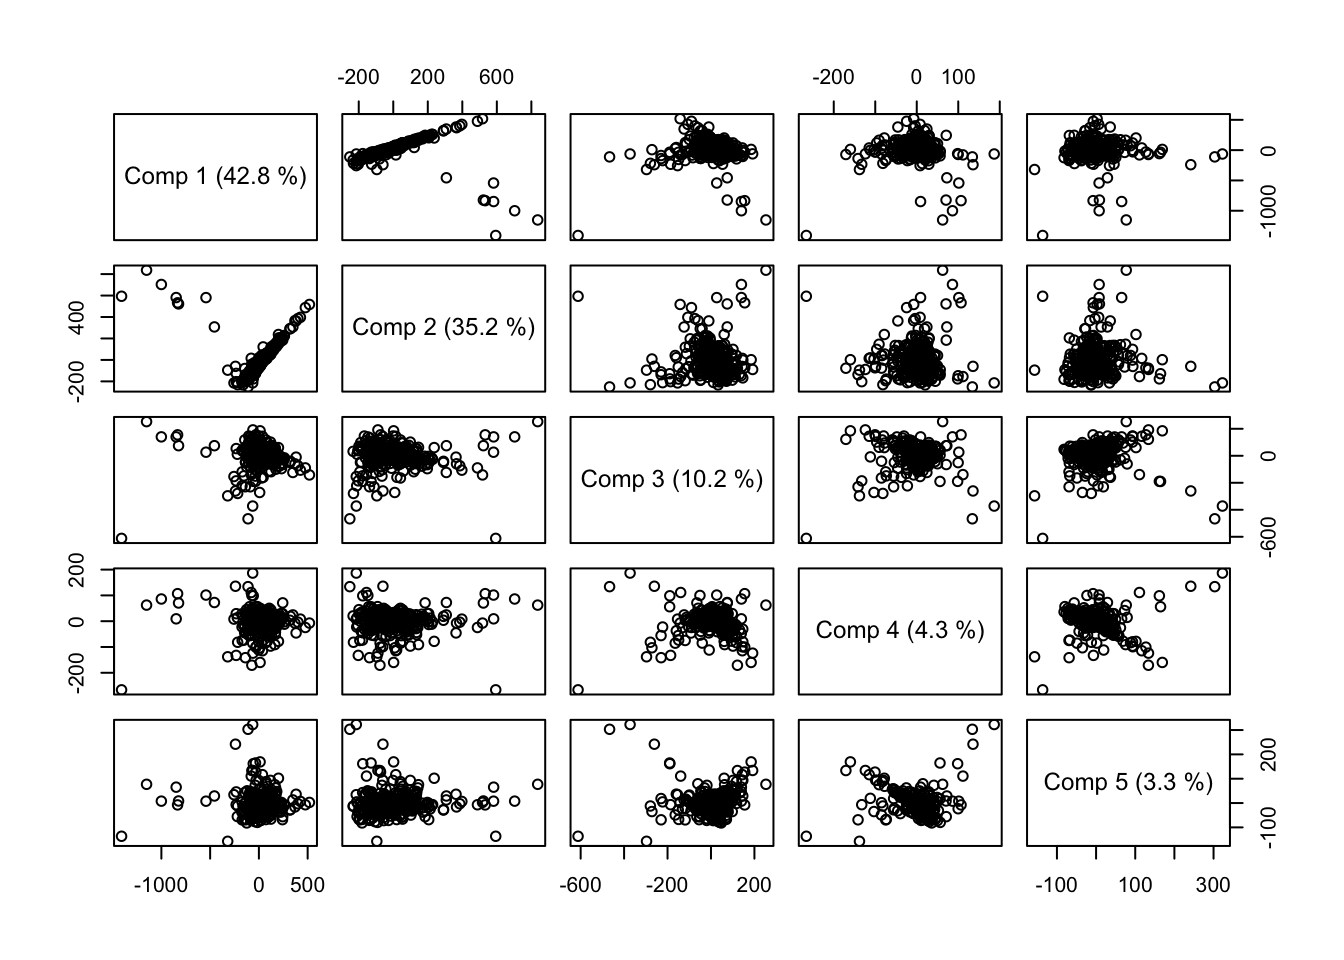 -200 200 600 -200 0 100
Comp 1 (42.8 %)
-1000 0
-200 400
Comp 2 (35.2 %)
Comp 3 (10.2 %)
-600 0
-200 0 200
Comp 4 (4.3 %)
Comp 5 (3.3 %)
-100 200
-1000 0 500 -600 -200 200 -100 100 300